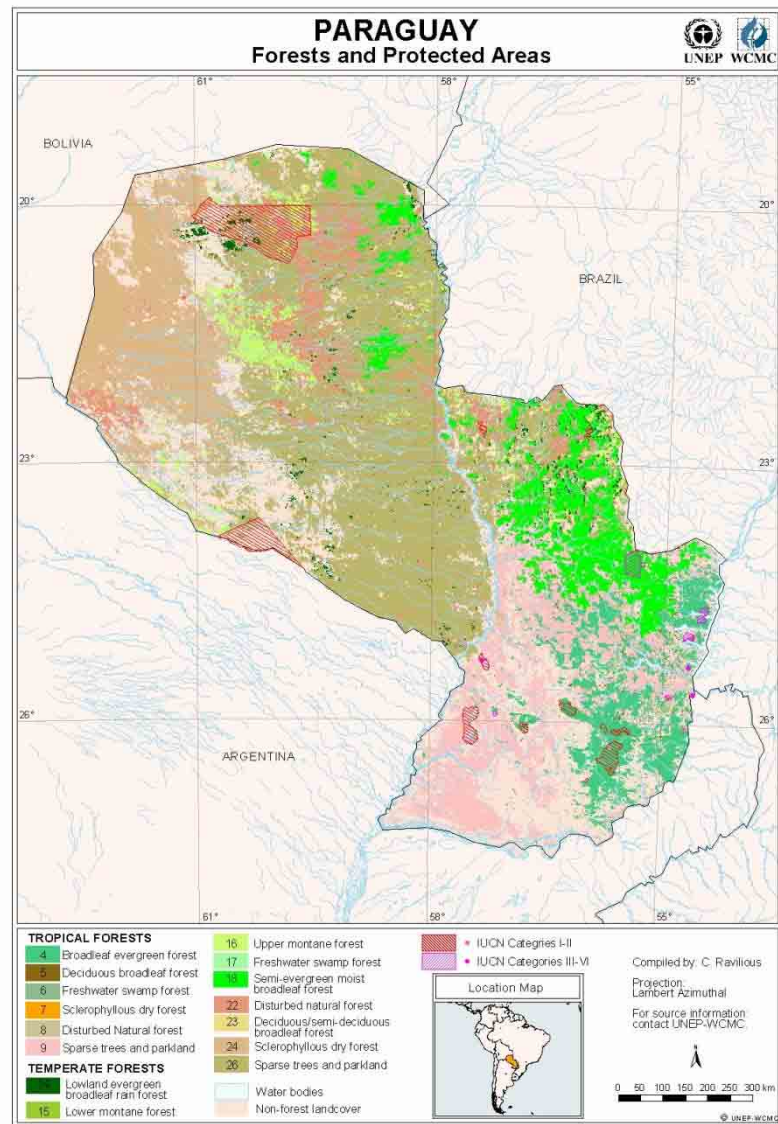 PARAGUAY
Forests and Protected Areas
UNEP WCMC
61°
58°
55°
BOLIVIA
20°
20°
BRAZIL
23°
23°
26°
26°
ARGENTINA
61°
58°
55°
TROPICAL FORESTS
4 Broadleaf evergreen forest
5 Deciduous broadleaf forest
6 Freshwater swamp forest
7 Sclerophyllous dry forest
8 Disturbed Natural forest
9 Sparse trees and parkland
TEMPERATE FORESTS
Lowland evergreen
broadleaf rain forest
15 Lower montane forest
16 Upper montane forest
17 Freshwater swamp forest
18 Semi-evergreen moist
broadleaf forest
22 Disturbed natural forest
23 Deciduous/semi-deciduous
broadleaf forest
24 Sclerophyllous dry forest
26 Sparse trees and parkland
Water bodies
Non-forest landcover
IUCN Categries I-II
IUCN Categories III-VI
Location Map
Compiled by: C. Ravilious
Projection:
Lambert Azimuthal
For source information
contact UNEP-WCMC.
N
0 50 100 150 200 250 300 km
© UNEP-WCMC